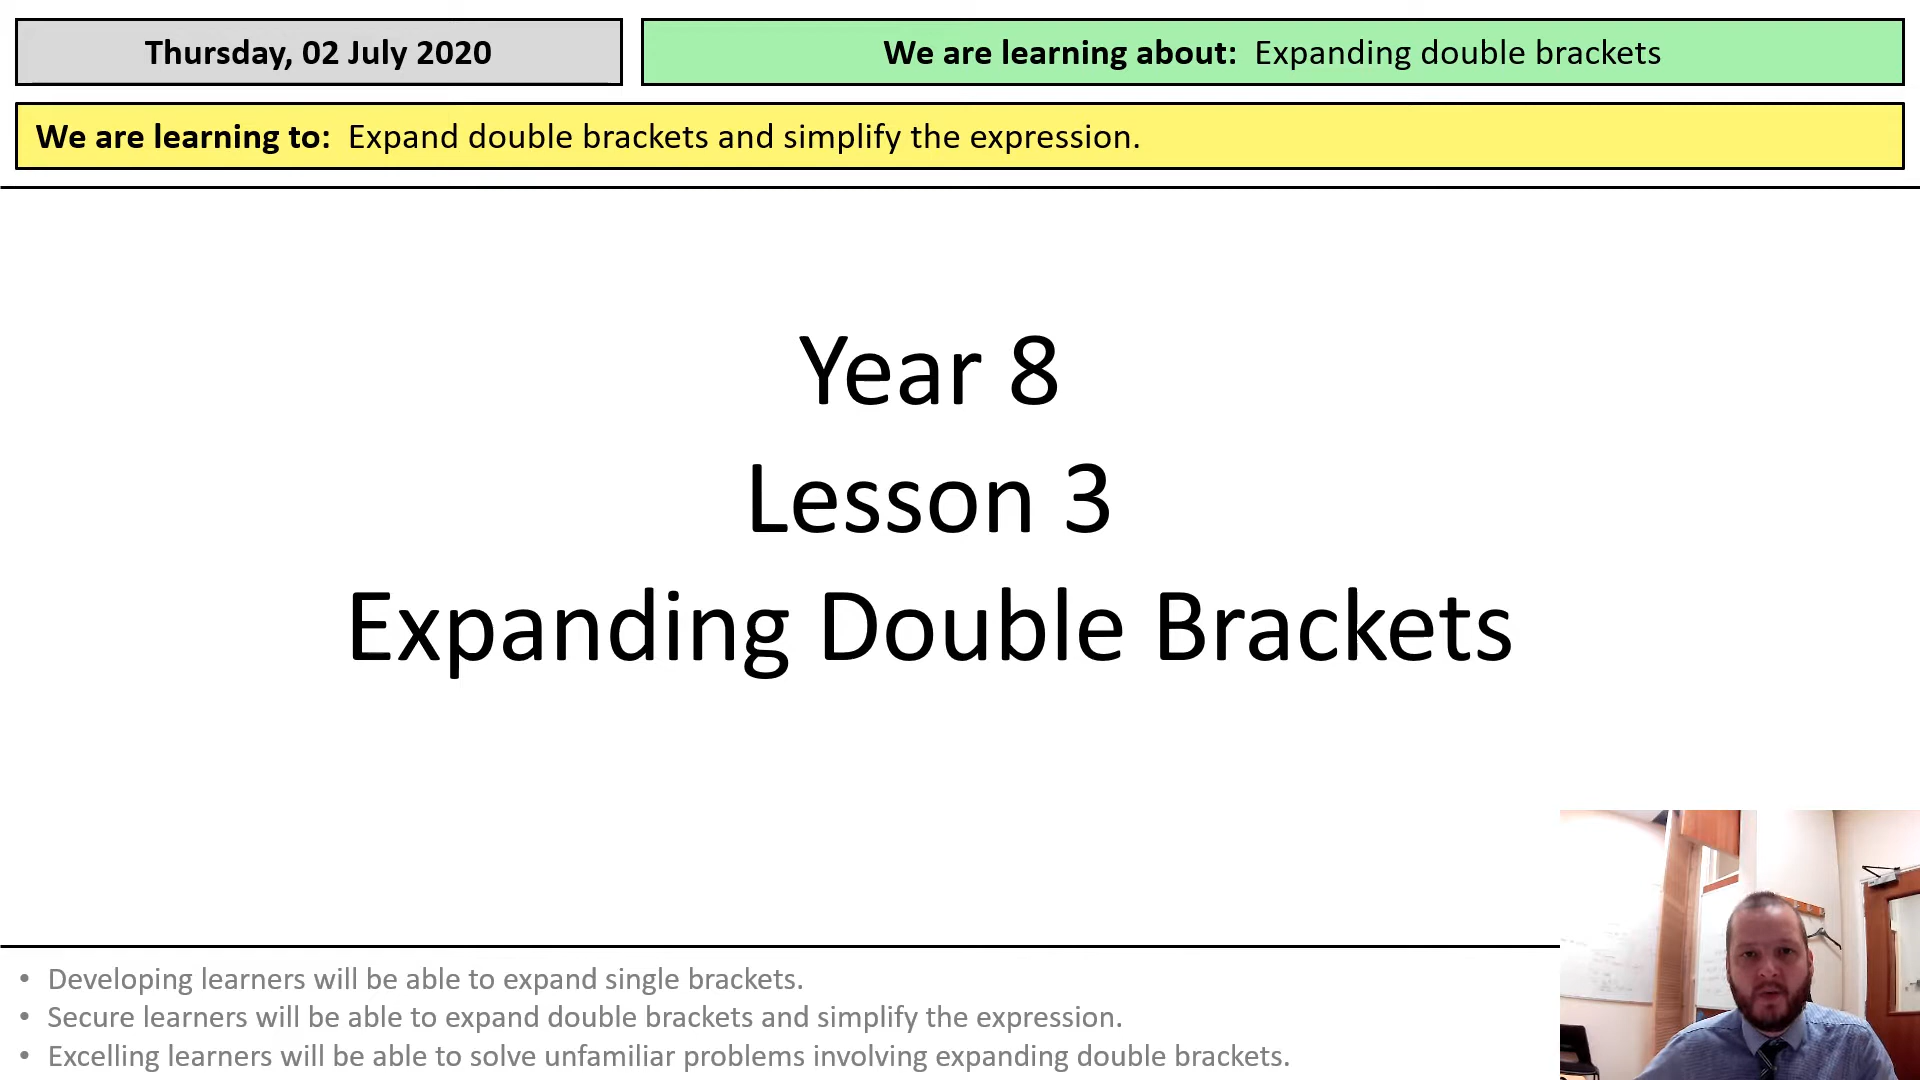 Thursday, 02 July 2020
We are learning about: Expanding double brackets
We are learning to: Expand double brackets and simplify the expression.
Year 8
Lesson 3
Expanding Double Brackets
• Developing learners will be able to expand single brackets.
• Secure learners will be able to expand double brackets and simplify the expression.
• Excelling learners will be able to solve unfamiliar problems involving expanding double brackets.